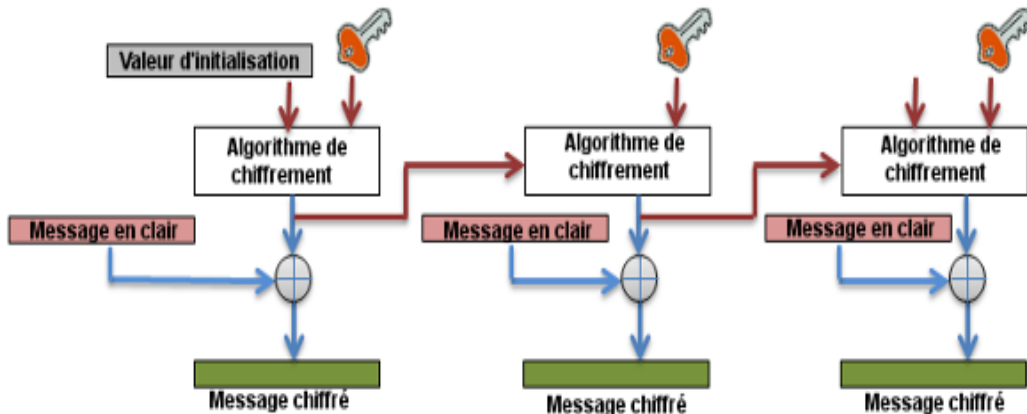 Valeur d'initialisation
Algorithme de
chiffrement
Algorithme de
chiffrement
Algorithme de
chiffrement
Message en clair
Message en clair
Message en clair
Message chiffré
Message chiffré
Message chiffré